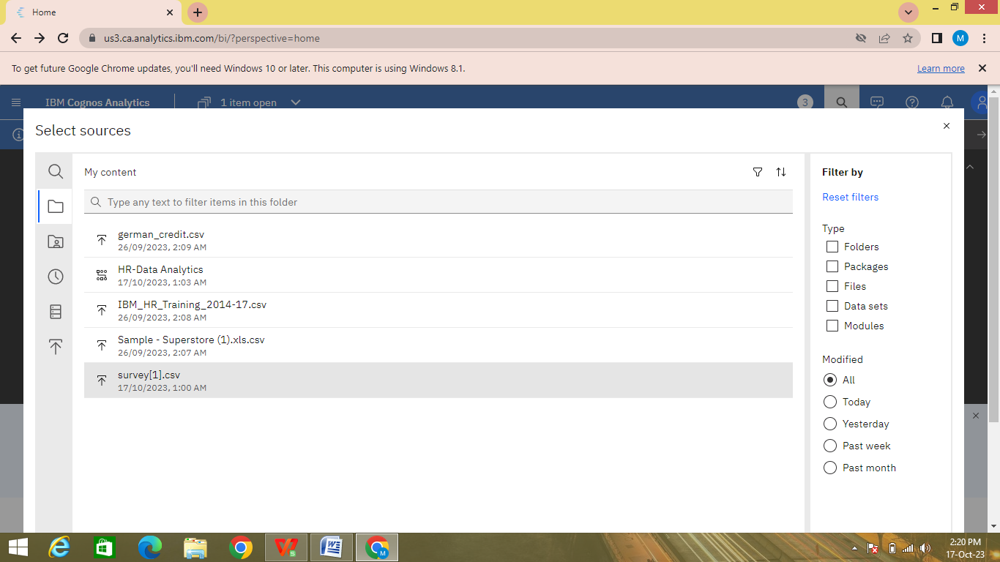 Home
us3.ca.analytics.ibm.com/bi/?perspective=home
M
To get future Google Chrome updates, you'll need Windows 10 or later. This computer is using Windows 8.1.
Learn more
IBM Cognos Analytics
1 item open
3
Select sources
My content
Type any text to filter items in this folder
german_credit.csv
26/09/2023, 2:09 AM
HR-Data Analytics
17/10/2023, 1:03 AM
IBM_HR_Training_2014-17.csv
26/09/2023, 2:08 AM
Sample - Superstore (1).xls.csv
26/09/2023, 2:07 AM
survey[1].csv
17/10/2023, 1:00 AM
Filter by
Reset filters
Type
Folders
Packages
Files
Data sets
Modules
Modified
All
Today
Yesterday
Past week
Past month
2:20 PM
17-Oct-23